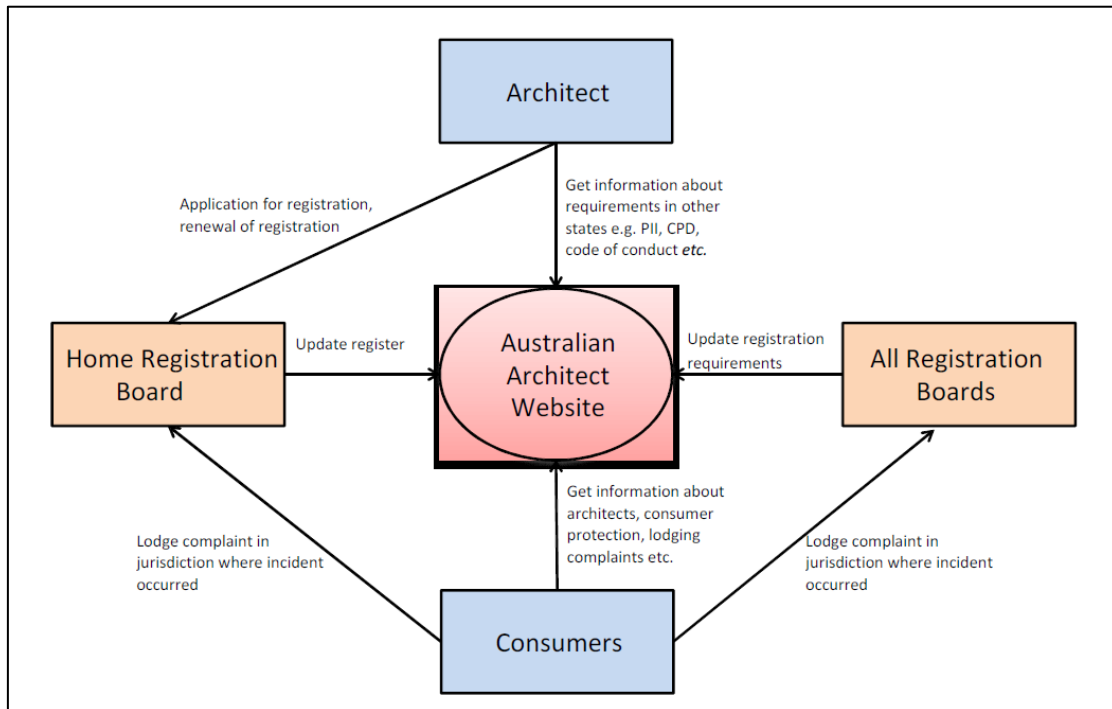 Architect
Application for registration,
renewal of registration
Get information about
requirements in other
states e.g. PII, CPD,
code of conduct etc.
Home Registration
Board
Update register
Australian
Architect
Website
Update registration
requirements
All Registration
Boards
Lodge complaint in
jurisdiction where incident
occurred
Get information about
architects, consumer
protection, lodging
complaints etc.
Lodge complaint in
jurisdiction where incident
occurred
Consumers